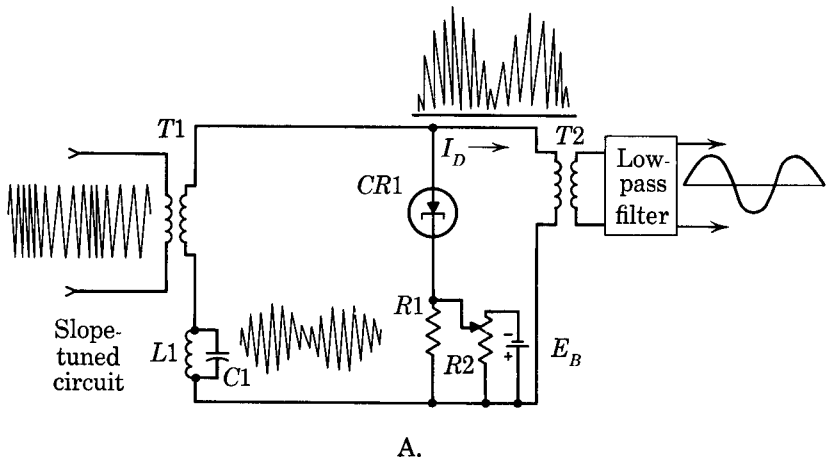 T1
I_D
T2
CR1
Low-
pass
filter
Slope-
tuned
circuit
L1
C1
R1
R2
−
+
E_B
A.